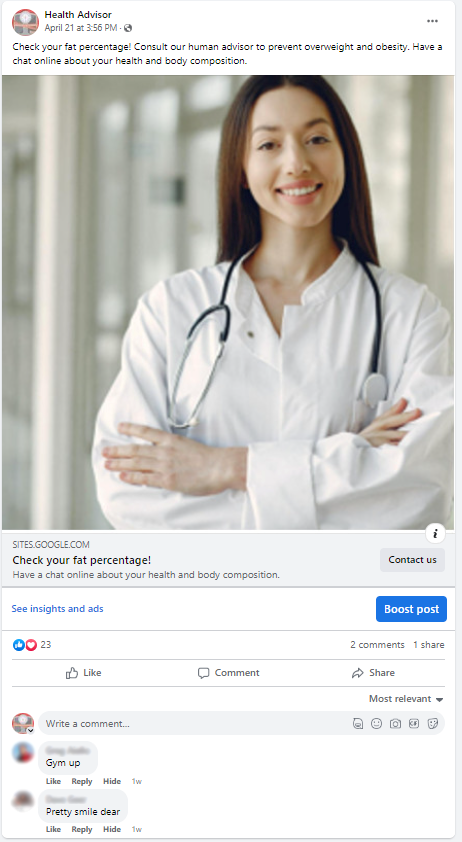 Health Advisor
April 21 at 3:56 PM ·
Check your fat percentage! Consult our human advisor to prevent overweight and obesity. Have a
chat online about your health and body composition.
SITES.GOOGLE.COM
Check your fat percentage!
Contact us
Have a chat online about your health and body composition.
See insights and ads
Boost post
23
2 comments 1 share
Like
Comment
Share
Most relevant
Write a comment...
GIF
Gym up
Like Reply Hide 1w
Pretty smile dear
Like Reply Hide 1w